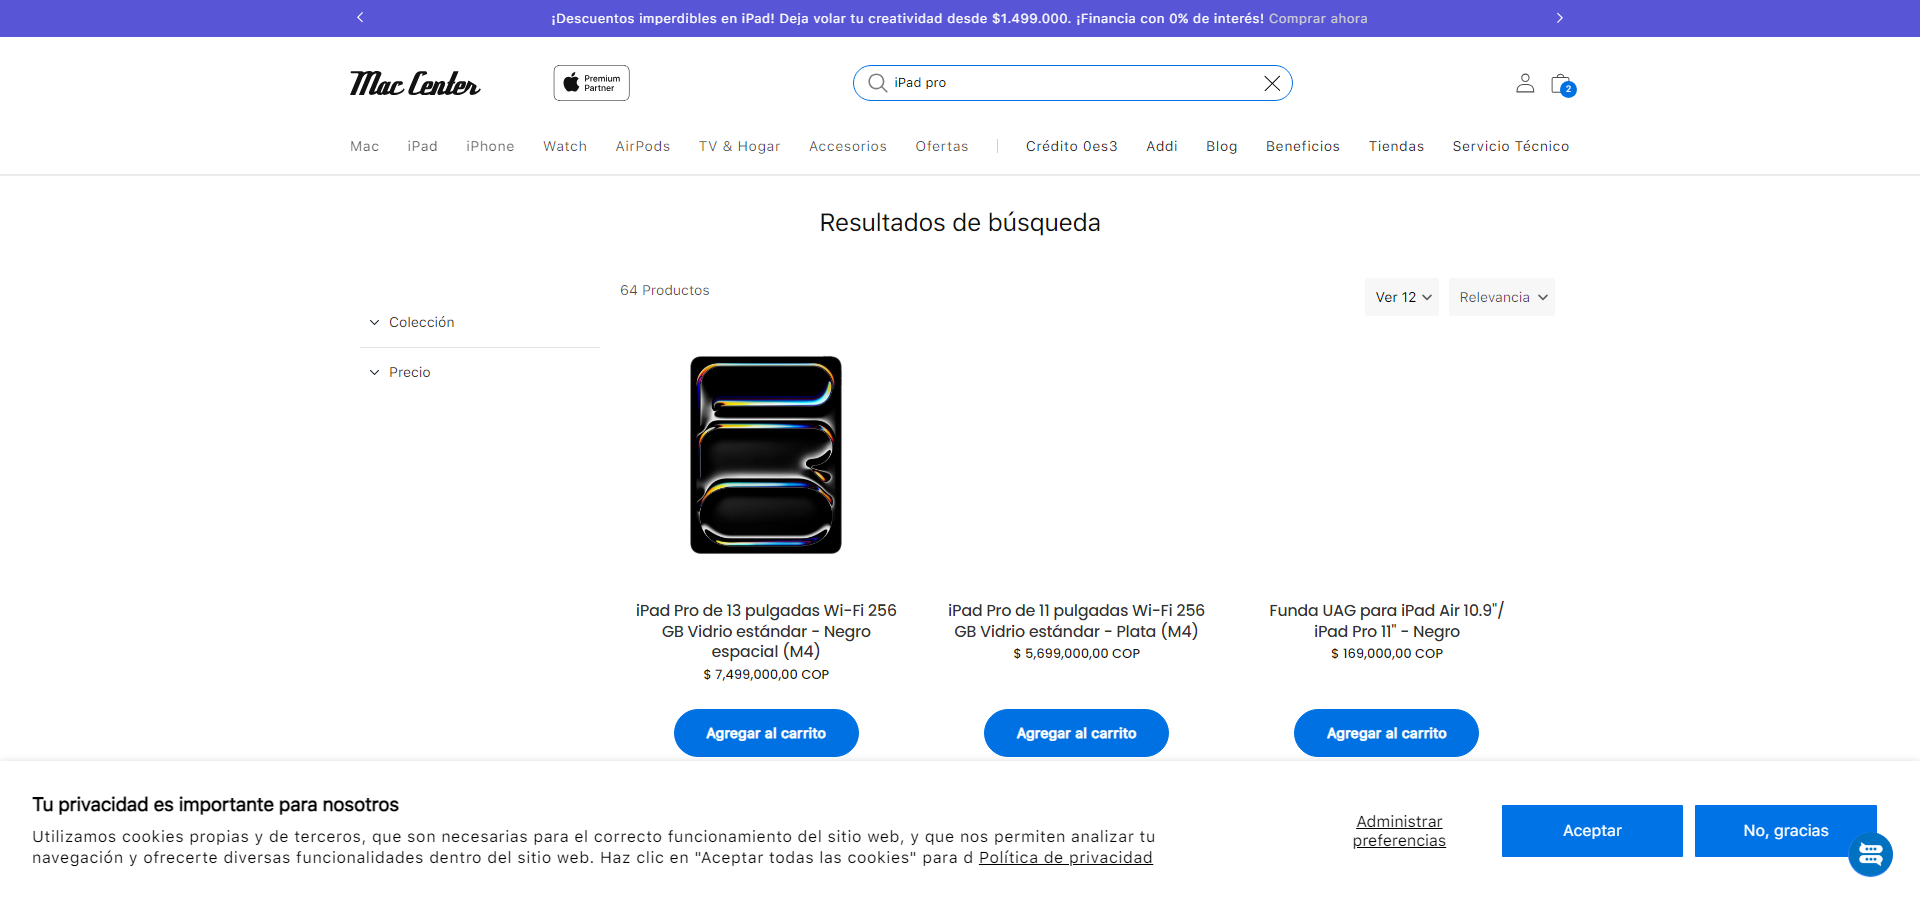 ¡Descuentos imperdibles en iPad! Deja volar tu creatividad desde $1.499.000. ¡Financia con 0% de interés! Comprar ahora
Mac Center
Premium
Partner
iPad pro
2
Mac iPad iPhone Watch AirPods TV & Hogar Accesorios Ofertas Crédito 0es3 Addi Blog Beneficios Tiendas Servicio Técnico
Resultados de búsqueda
64 Productos
Ver 12
Relevancia
Colección
Precio
iPad Pro de 13 pulgadas Wi-Fi 256
GB Vidrio estándar - Negro
espacial (M4)
$ 7,499,000,00 COP
Agregar al carrito
iPad Pro de 11 pulgadas Wi-Fi 256
GB Vidrio estándar - Plata (M4)
$ 5,699,000,00 COP
Agregar al carrito
Funda UAG para iPad Air 10.9"/
iPad Pro 11" - Negro
$ 169,000,00 COP
Agregar al carrito
Tu privacidad es importante para nosotros
Utilizamos cookies propias y de terceros, que son necesarias para el correcto funcionamiento del sitio web, y que nos permiten analizar tu
navegación y ofrecerte diversas funcionalidades dentro del sitio web. Haz clic en "Aceptar todas las cookies" para d Política de privacidad
Administrar
preferencias
Aceptar
No, gracias